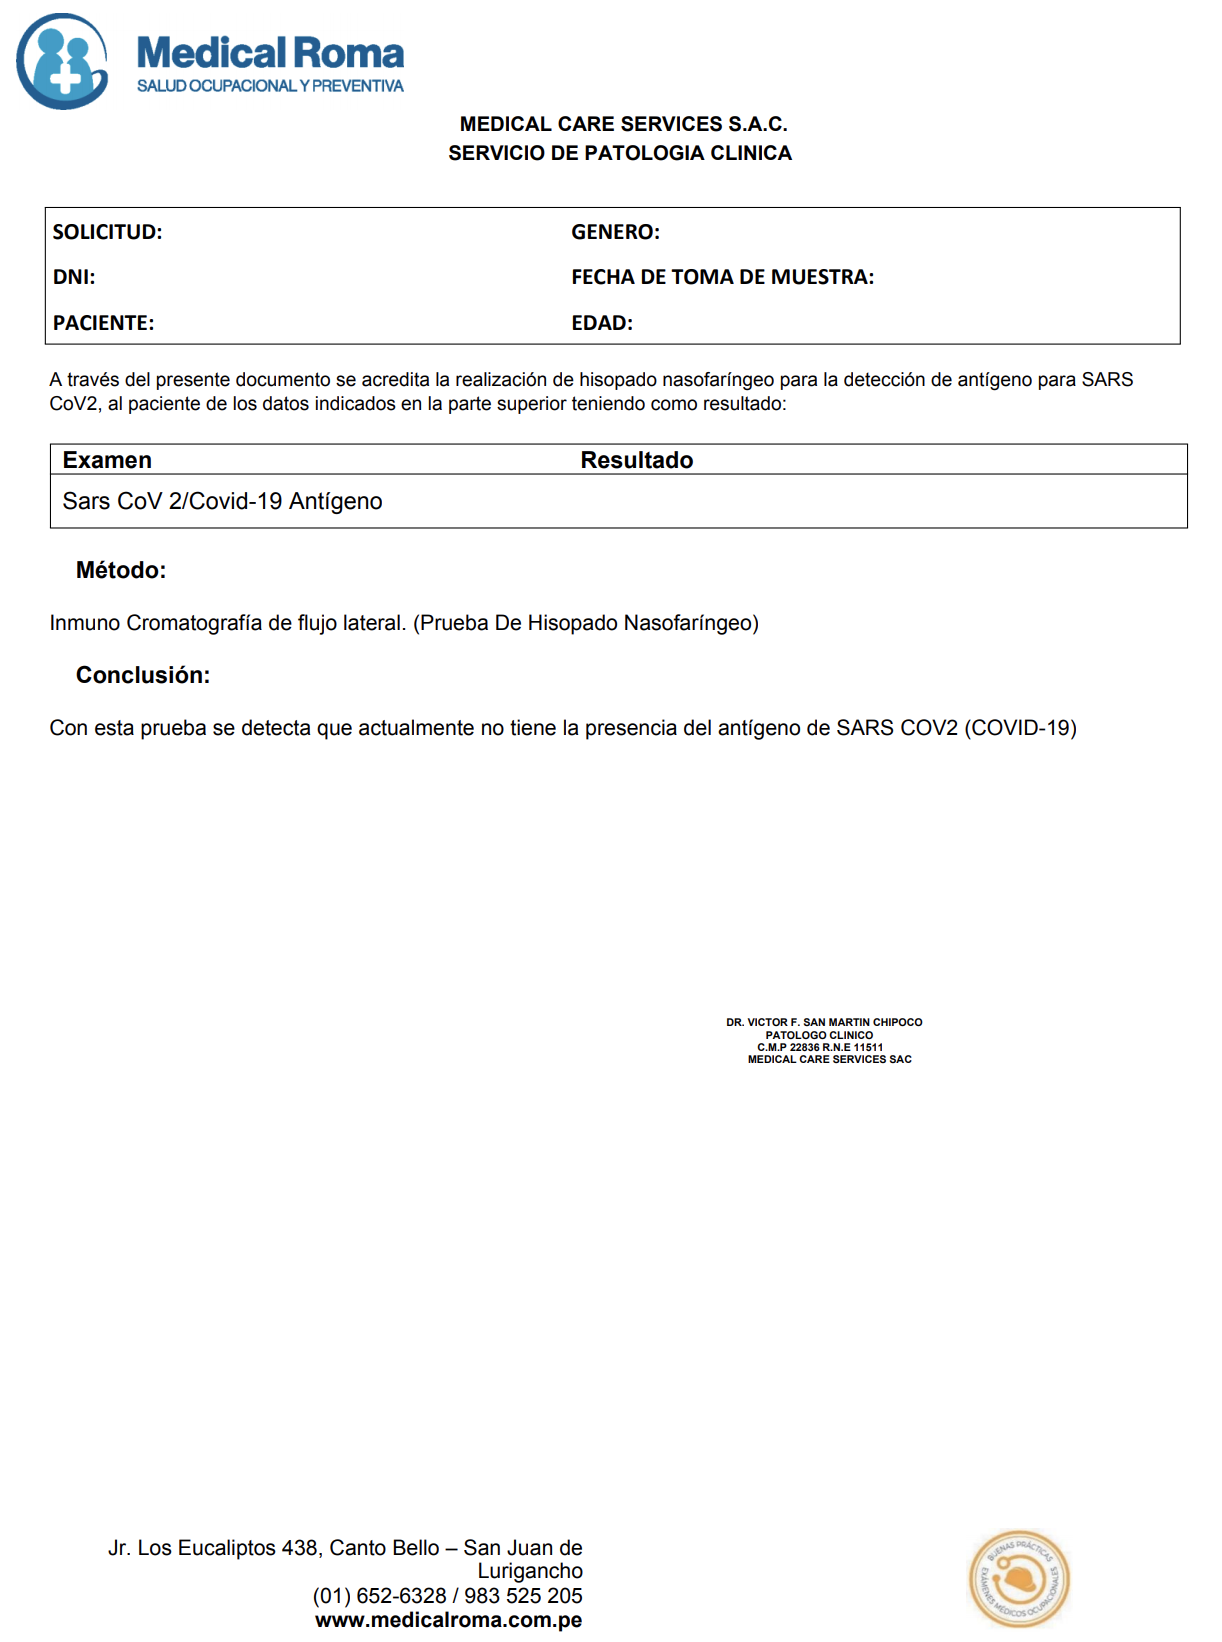 Medical Roma
SALUD OCUPACIONAL Y PREVENTIVA
MEDICAL CARE SERVICES S.A.C.
SERVICIO DE PATOLOGIA CLINICA
SOLICITUD: GENERO:
DNI: FECHA DE TOMA DE MUESTRA:
PACIENTE: EDAD:
A través del presente documento se acredita la realización de hisopado nasofaríngeo para la detección de antígeno para SARS
CoV2, al paciente de los datos indicados en la parte superior teniendo como resultado:
Examen Resultado
Sars CoV 2/Covid-19 Antígeno
Método:
Inmuno Cromatografía de flujo lateral. (Prueba De Hisopado Nasofaríngeo)
Conclusión:
Con esta prueba se detecta que actualmente no tiene la presencia del antígeno de SARS COV2 (COVID-19)
DR. VICTOR F. SAN MARTIN CHIPOCO
PATOLOGO CLINICO
C.M.P 22836 R.N.E 11511
MEDICAL CARE SERVICES SAC
Jr. Los Eucaliptos 438, Canto Bello – San Juan de
Lurigancho
(01) 652-6328 / 983 525 205
www.medicalroma.com.pe
BUENAS PRÁCTICAS
EXÁMENES MÉDICOS OCUPACIONALES